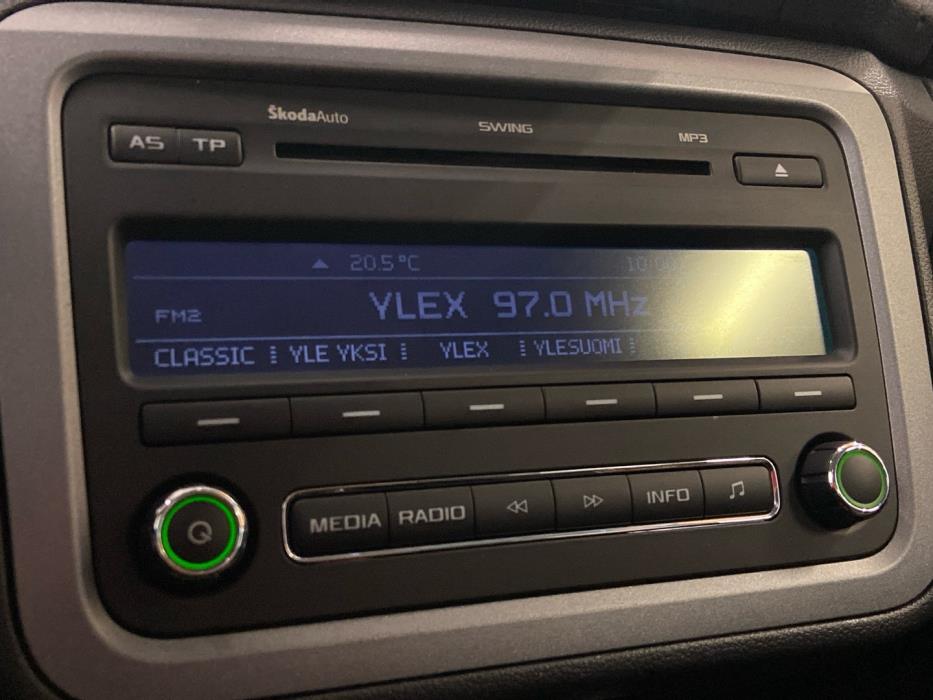 ŠkodaAuto SWING MP3
AS TP
20.5°C
FM2 YLEX 97.0 MHz
CLASSIC YLE YKSI YLEX YLESUOMI
MEDIA RADIO INFO